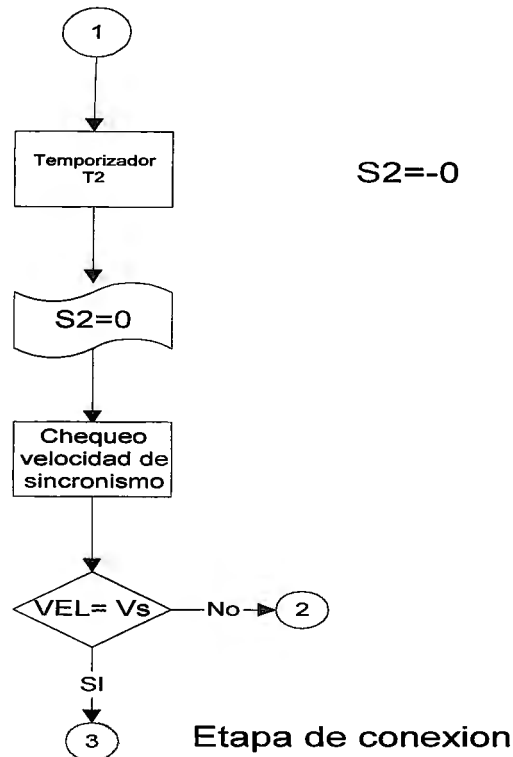 1
Temporizador
T2
S2=-0
S2=0
Chequeo
velocidad de
sincronismo
VEL= Vs
No
2
SI
3
Etapa de conexion